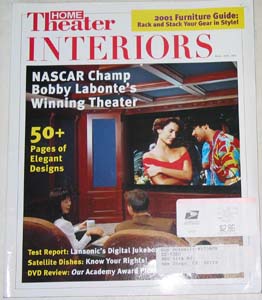 HOME
Theater
INTERIORS
2001 Furniture Guide:
Rack and Stack Your Gear in Style!
NASCAR Champ
Bobby Labonte's
Winning Theater
50+
Pages of
Elegant
Designs
Test Report: Lansonic's Digital Jukebox
Satellite Dishes: Know Your Rights!
DVD Review: Our Academy Award Picks